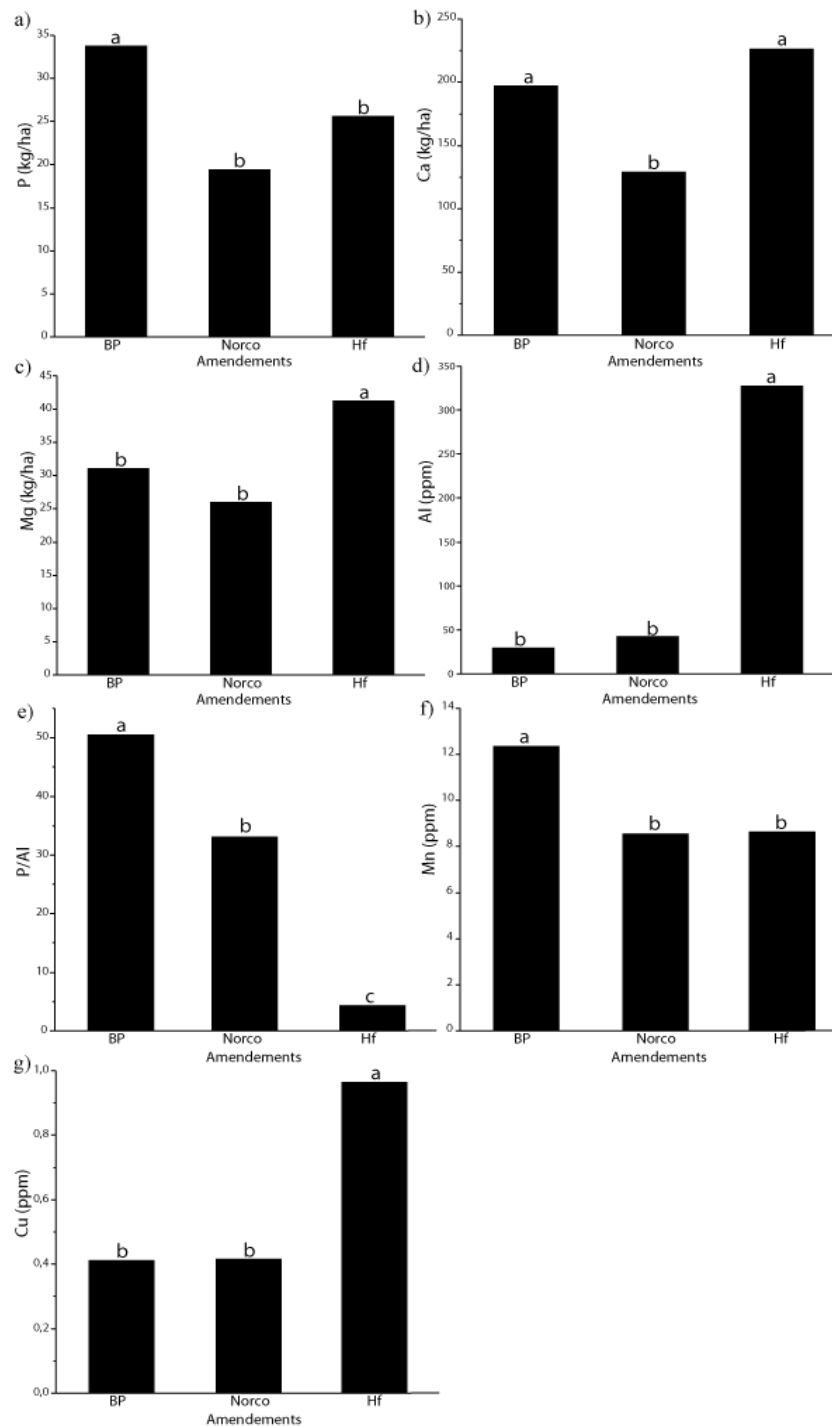 a)
35
30
25
20
15
10
5
0
P (kg/ha)
a
b
b
BP Norco Hf
Amendements
b)
250
200
150
100
50
0
Ca (kg/ha)
a
b
a
BP Norco Hf
Amendements
c)
45
40
35
30
25
20
15
10
5
0
Mg (kg/ha)
b
b
a
BP Norco Hf
Amendements
d)
350
300
250
200
150
100
50
0
Al (ppm)
b
b
a
BP Norco Hf
Amendements
e)
50
40
30
20
10
0
P/Al
a
b
c
BP Norco Hf
Amendements
f)
14
12
10
8
6
4
2
0
Mn (ppm)
a
b
b
BP Norco Hf
Amendements
g)
1,0
0,8
0,6
0,4
0,2
0,0
Cu (ppm)
b
b
a
BP Norco Hf
Amendements